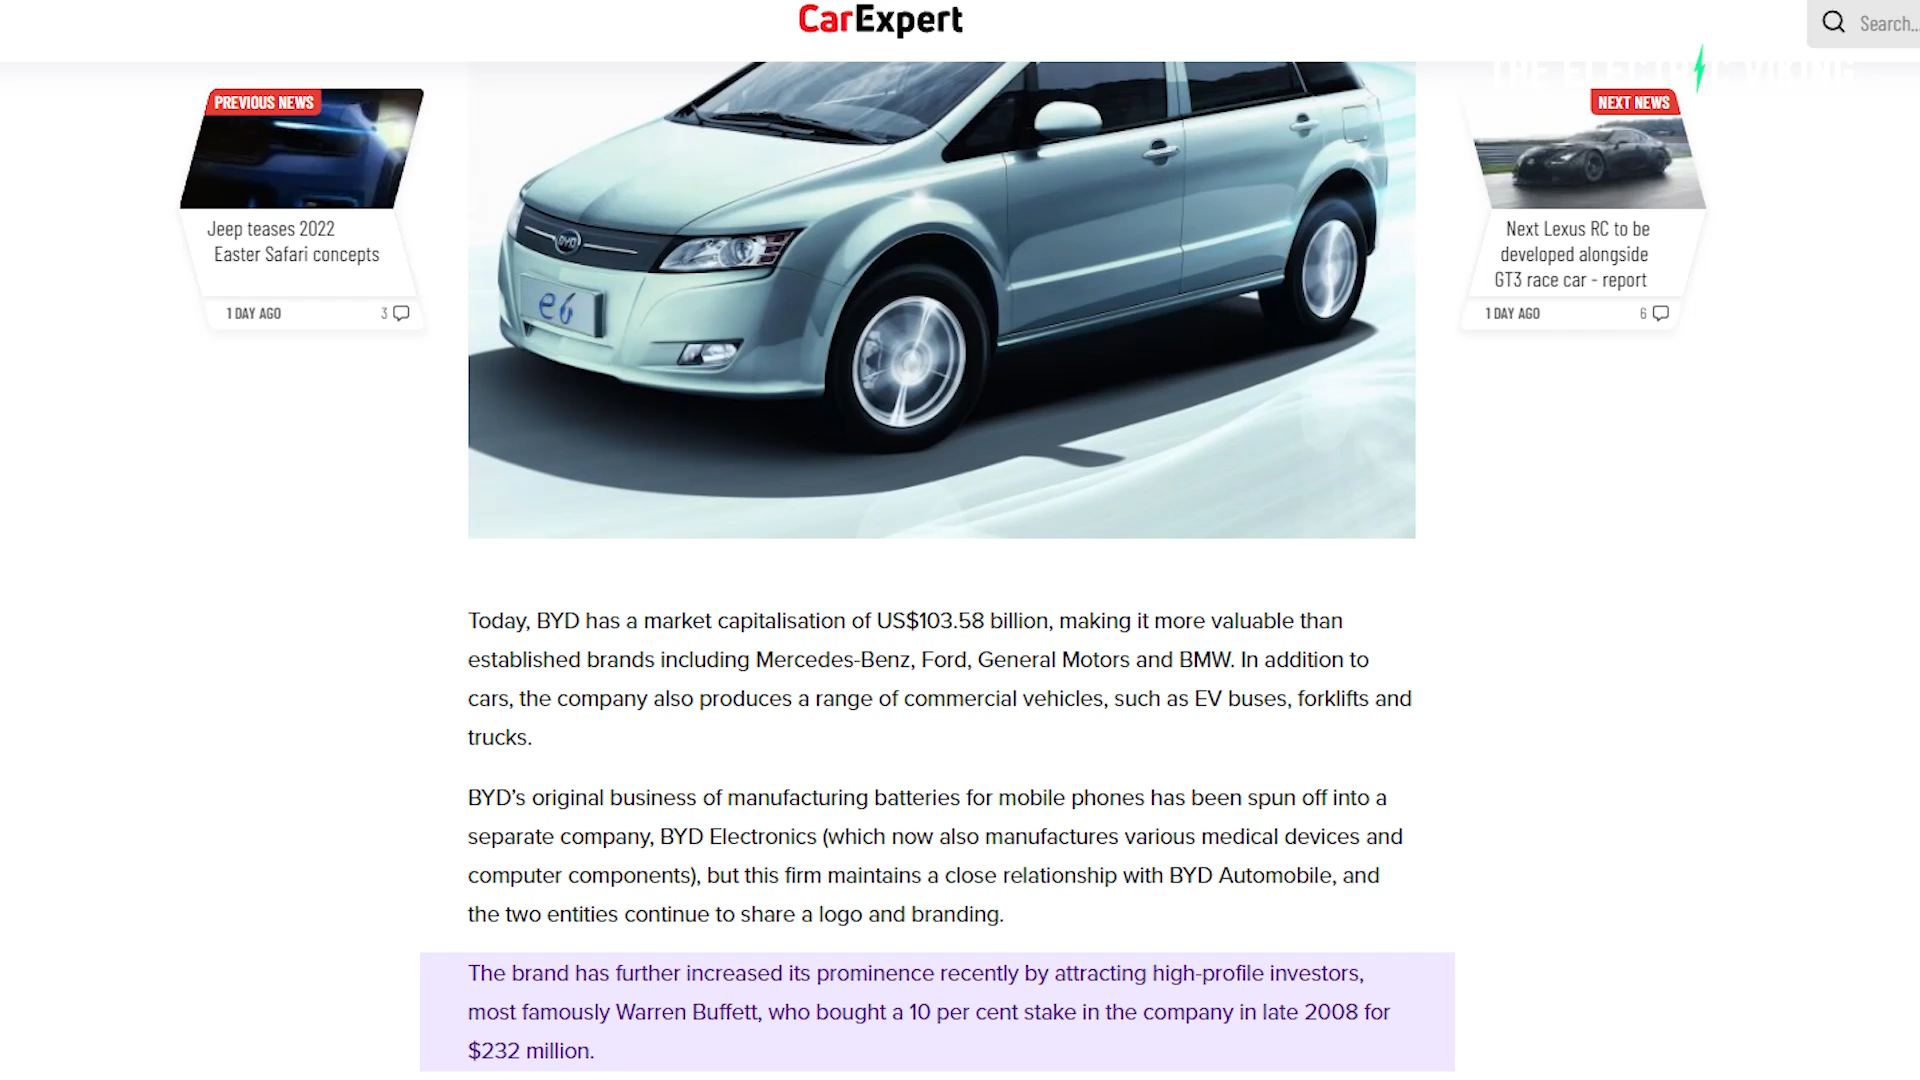 CarExpert
Search...
THE ELECTRIC VIKING
PREVIOUS NEWS
Jeep teases 2022
Easter Safari concepts
1 DAY AGO
3
NEXT NEWS
Next Lexus RC to be
developed alongside
GT3 race car - report
1 DAY AGO
6
BYD
e6
Today, BYD has a market capitalisation of US$103.58 billion, making it more valuable than
established brands including Mercedes-Benz, Ford, General Motors and BMW. In addition to
cars, the company also produces a range of commercial vehicles, such as EV buses, forklifts and
trucks.
BYD’s original business of manufacturing batteries for mobile phones has been spun off into a
separate company, BYD Electronics (which now also manufactures various medical devices and
computer components), but this firm maintains a close relationship with BYD Automobile, and
the two entities continue to share a logo and branding.
The brand has further increased its prominence recently by attracting high-profile investors,
most famously Warren Buffett, who bought a 10 per cent stake in the company in late 2008 for
$232 million.